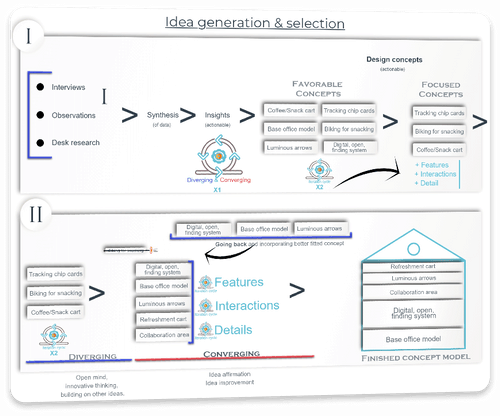 Idea generation & selection
I
Design concepts
(actionable)
Interviews
Observations
Desk research
I
Synthesis
(of data)
Insights
(actionable)
Diverging & Converging
X1
FAVORABLE
CONCEPTS
Coffee/Snack cart
Tracking chip cards
Base office model
Biking for snacking
Luminous arrows
Digital, open,
finding system
X2
FOCUSED
CONCEPTS
Tracking chip cards
Biking for snacking
Coffee/Snack cart
+ Features
+ Interactions
+ Detail
II
Digital, open,
finding system
Base office model
Luminous arrows
Going back and incorporating better fitted concept
Biking for snacking
Tracking chip cards
Biking for snacking
Coffee/Snack cart
X2
Digital, open,
finding system
Base office model
Luminous arrows
Refreshment cart
Collaboration area
Features
Interactions
Details
Refreshment cart
Luminous arrows
Collaboration area
Digital, open,
finding system
Base office model
DIVERGING
CONVERGING
FINISHED CONCEPT MODEL
Open mind,
innovative thinking,
building on other ideas.
Idea affirmation
Idea improvement